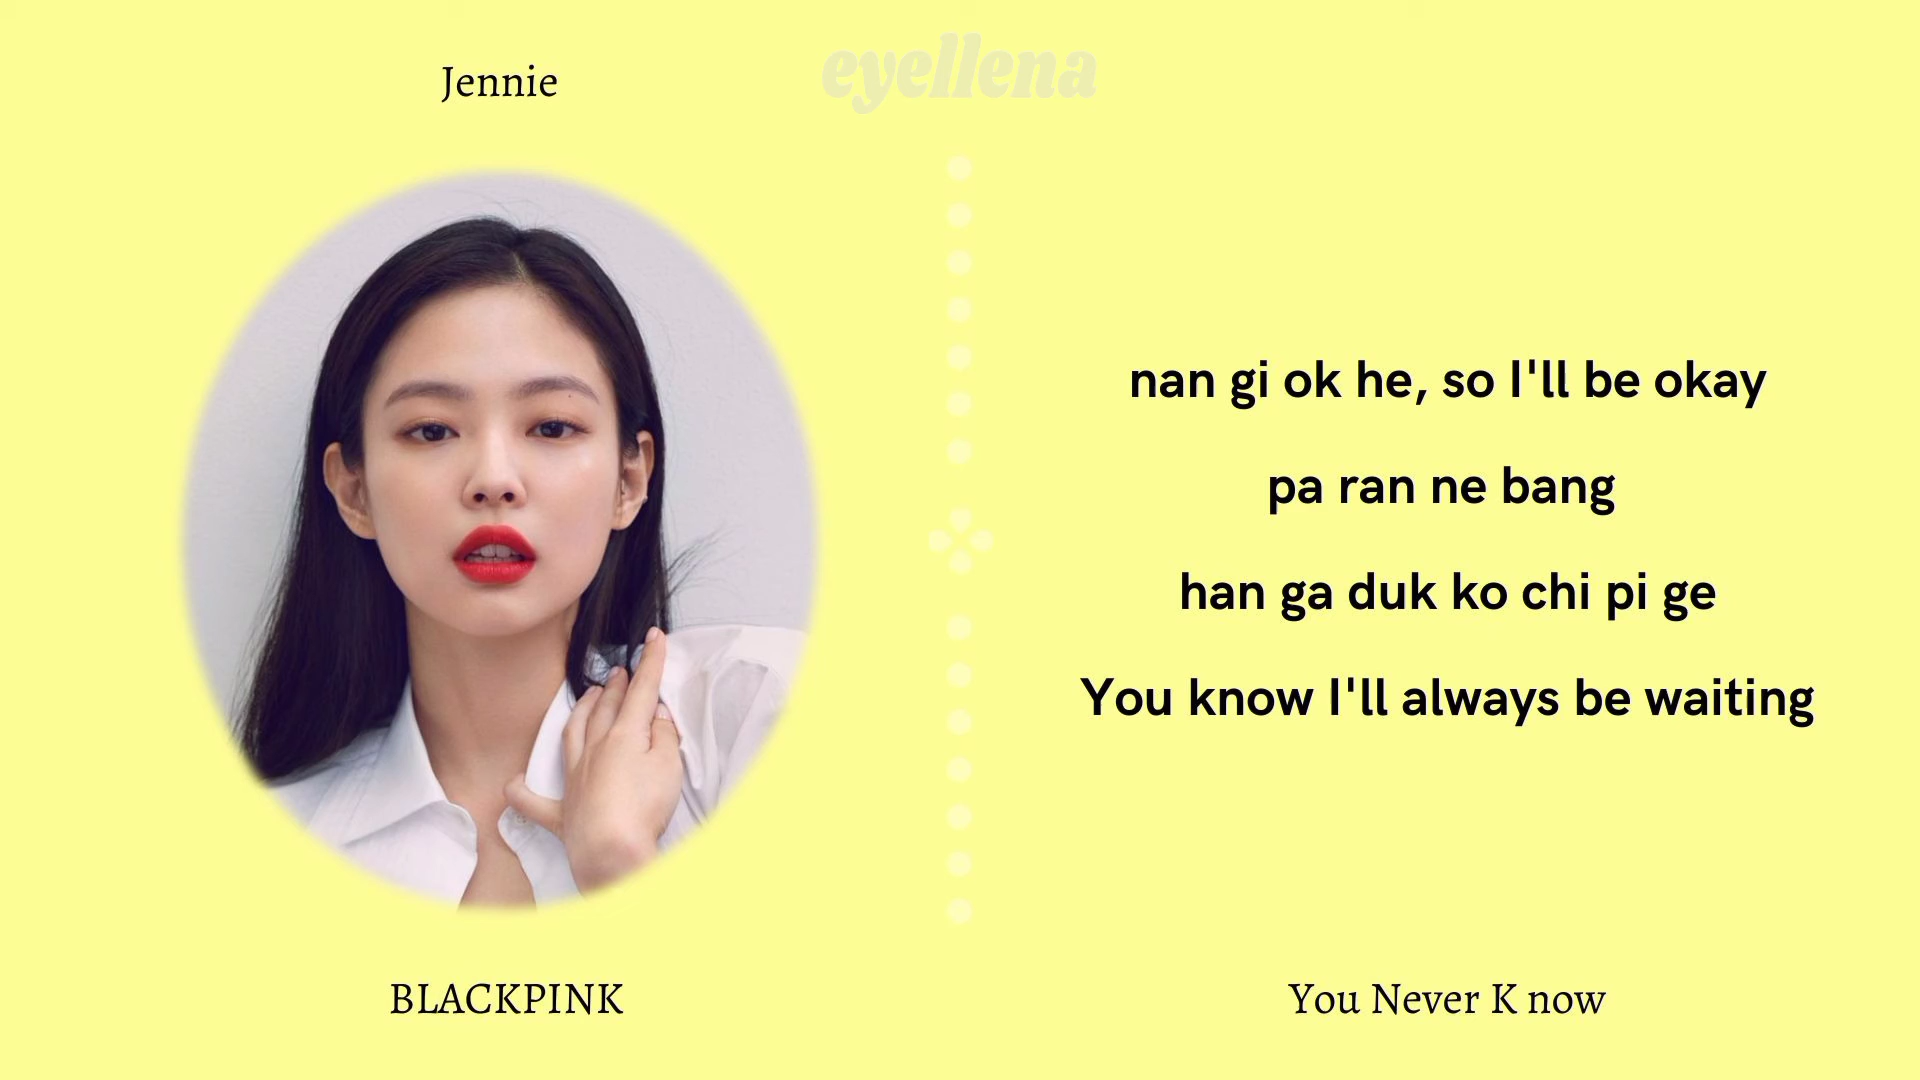 Jennie
eyellena
nan gi ok he, so I'll be okay
pa ran ne bang
han ga duk ko chi pi ge
You know I'll always be waiting
BLACKPINK
You Never K now